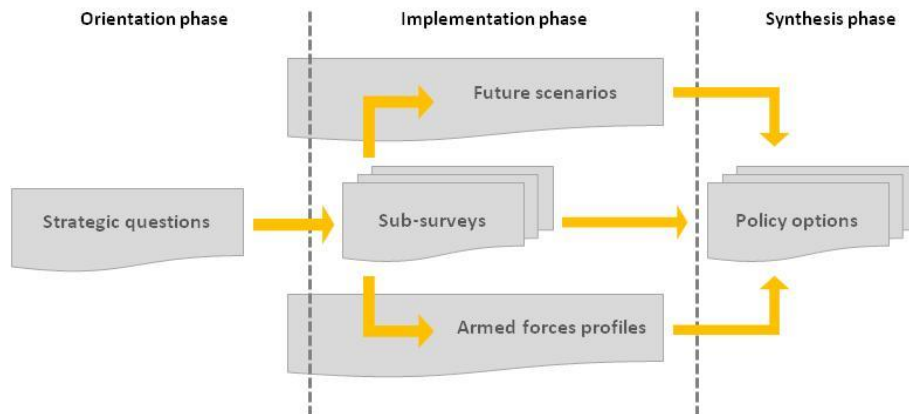 Orientation phase
Implementation phase
Synthesis phase
Future scenarios
Strategic questions
Sub-surveys
Policy options
Armed forces profiles